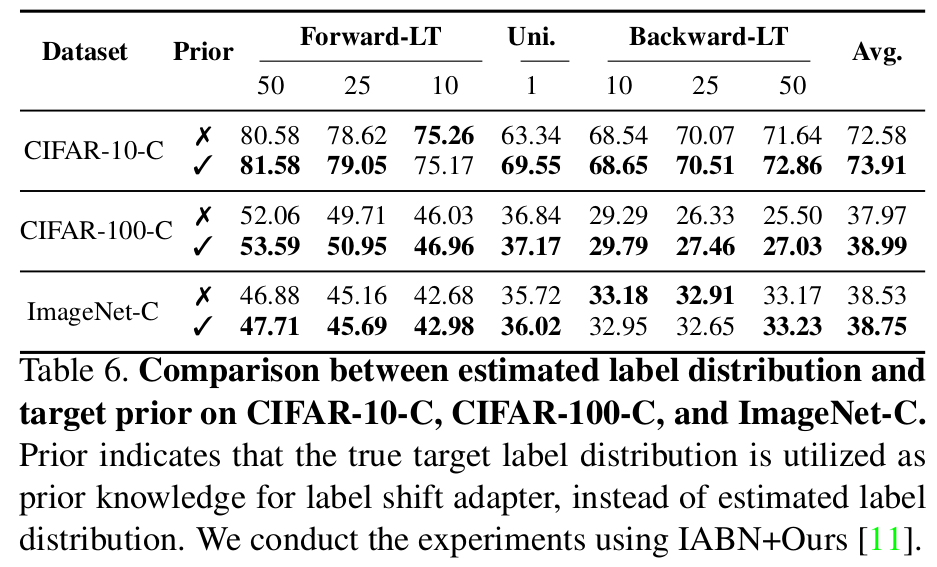 Dataset Prior Forward-LT Uni. Backward-LT Avg.
50 25 10 1 10 25 50
CIFAR-10-C ✗ 80.58 78.62 75.26 63.34 68.54 70.07 71.64 72.58
✓ 81.58 79.05 75.17 69.55 68.65 70.51 72.86 73.91
CIFAR-100-C ✗ 52.06 49.71 46.03 36.84 29.29 26.33 25.50 37.97
✓ 53.59 50.95 46.96 37.17 29.79 27.46 27.03 38.99
ImageNet-C ✗ 46.88 45.16 42.68 35.72 33.18 32.91 33.17 38.53
✓ 47.71 45.69 42.98 36.02 32.95 32.65 33.23 38.75
Table 6. Comparison between estimated label distribution and
target prior on CIFAR-10-C, CIFAR-100-C, and ImageNet-C.
Prior indicates that the true target label distribution is utilized as
prior knowledge for label shift adapter, instead of estimated label
distribution. We conduct the experiments using IABN+Ours [11].